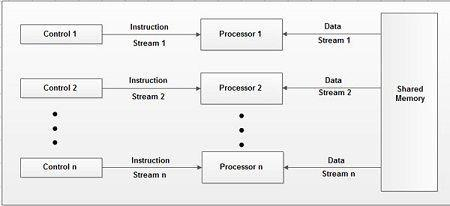 Control 1
Instruction
Stream 1
Processor 1
Data
Stream 1
Control 2
Instruction
Stream 2
Processor 2
Data
Stream 2
Shared
Memory
Control n
Instruction
Stream n
Processor n
Data
Stream n